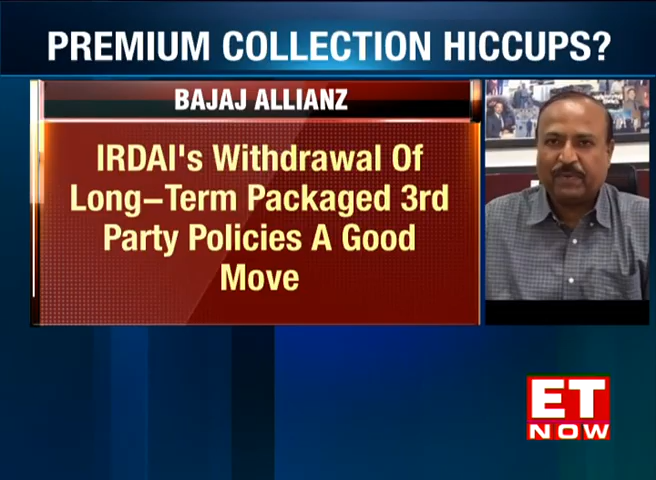 PREMIUM COLLECTION HICCUPS?
BAJAJ ALLIANZ
IRDAI's Withdrawal Of
Long–Term Packaged 3rd
Party Policies A Good
Move
ET
NOW